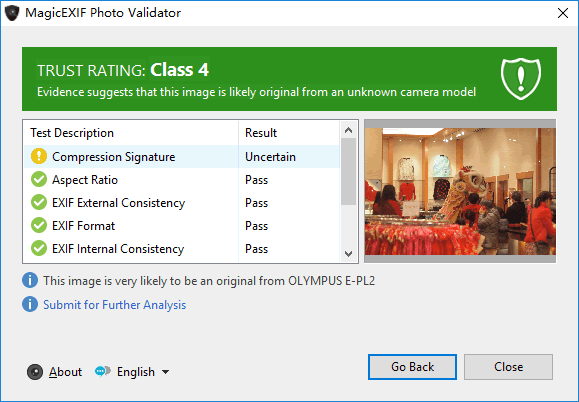 MagicEXIF Photo Validator
TRUST RATING: Class 4
Evidence suggests that this image is likely original from an unknown camera model
Test Description Result
Compression Signature Uncertain
Aspect Ratio Pass
EXIF External Consistency Pass
EXIF Format Pass
EXIF Internal Consistency Pass
This image is very likely to be an original from OLYMPUS E-PL2
Submit for Further Analysis
About English Go Back Close